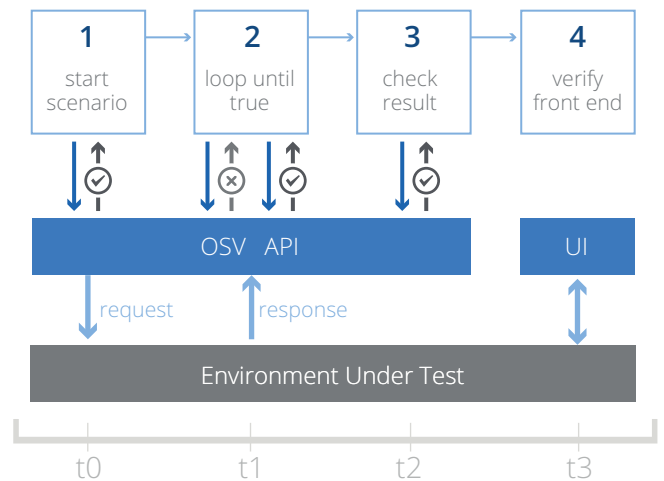 1
start
scenario
2
loop until
true
3
check
result
4
verify
front end
OSV API
UI
request
response
Environment Under Test
t0
t1
t2
t3